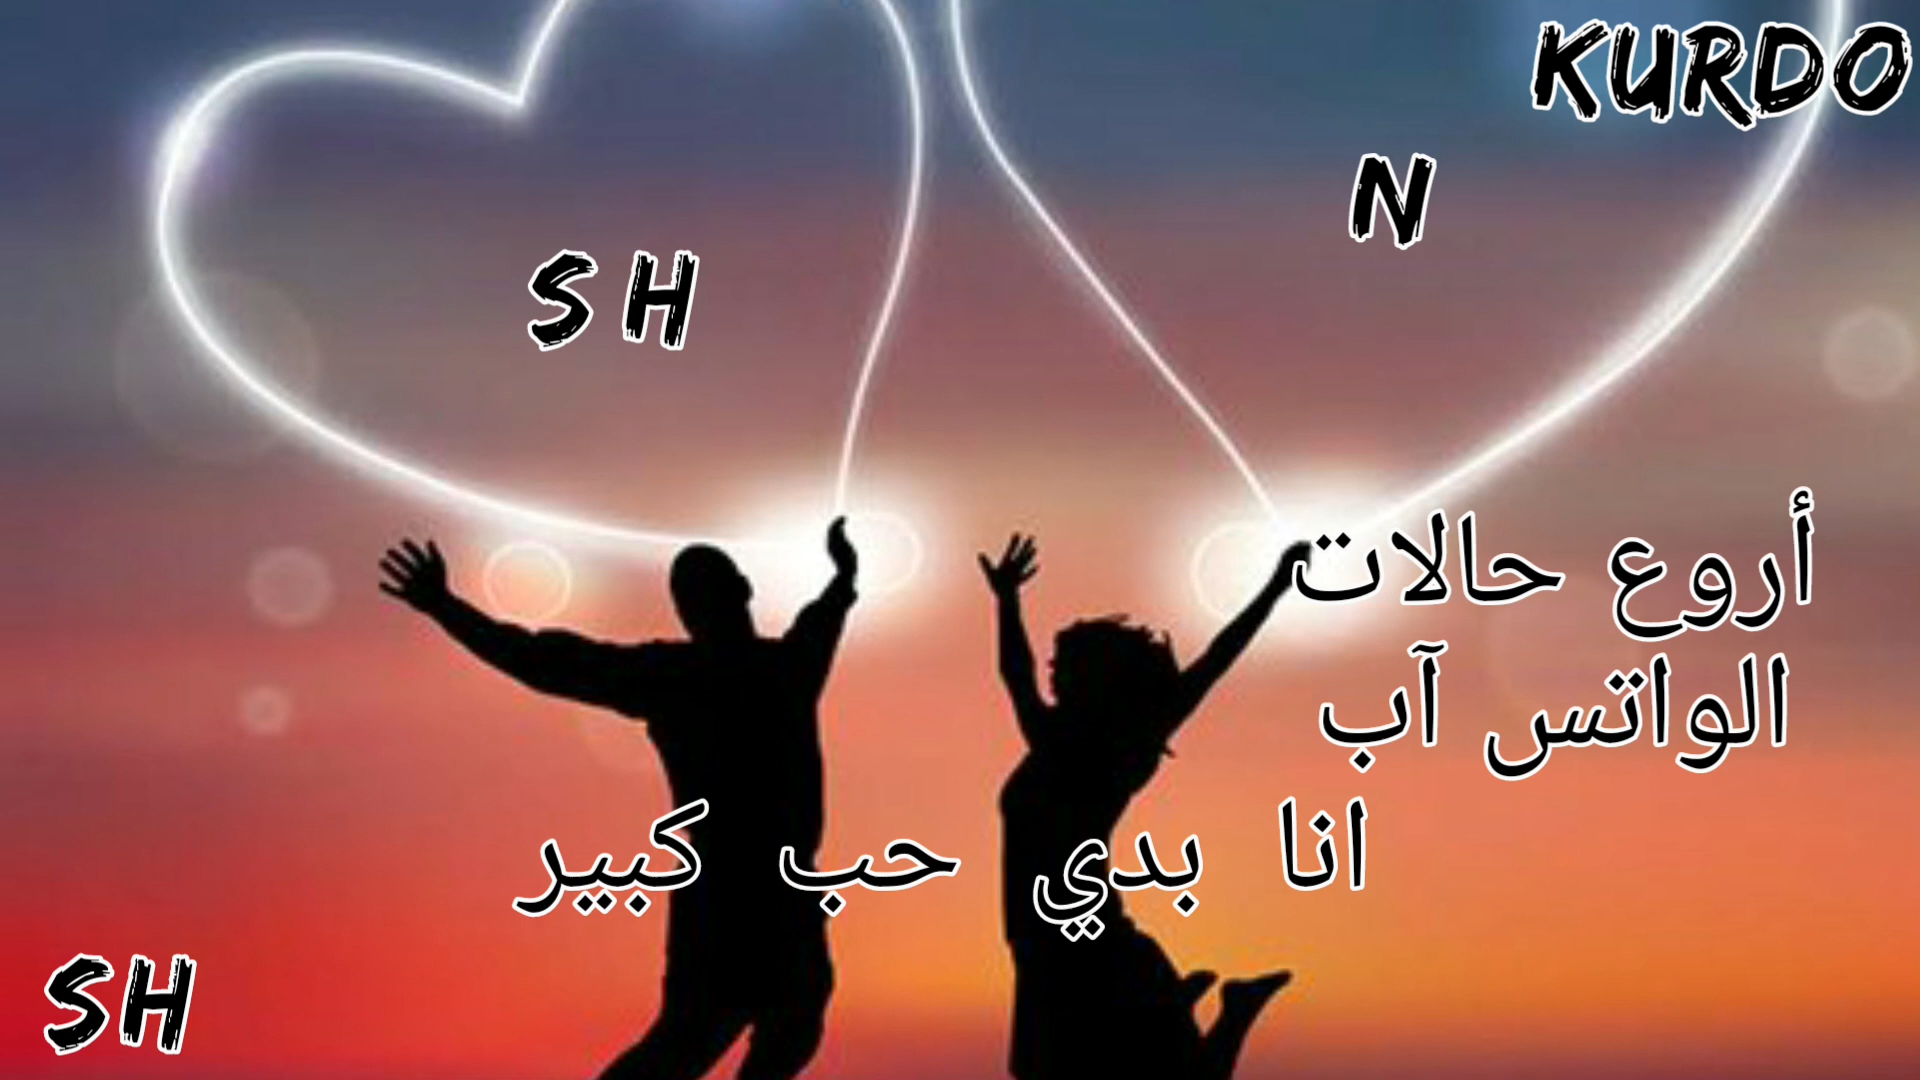 KURDO
N
S H
أروع حالات
الواتس آب
انا بدي حب كبير
SH